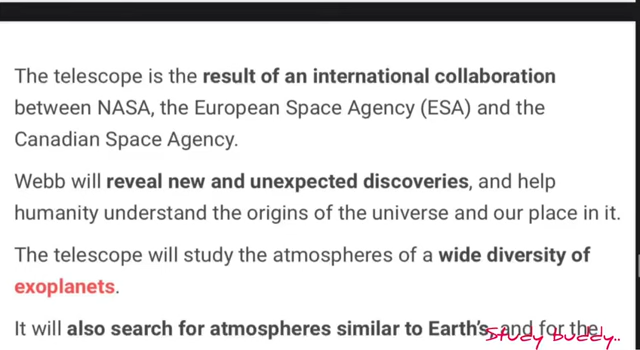 The telescope is the result of an international collaboration
between NASA, the European Space Agency (ESA) and the
Canadian Space Agency.
Webb will reveal new and unexpected discoveries, and help
humanity understand the origins of the universe and our place in it.
The telescope will study the atmospheres of a wide diversity of
exoplanets.
It will also search for atmospheres similar to Earth's, and for the
Study buddy..